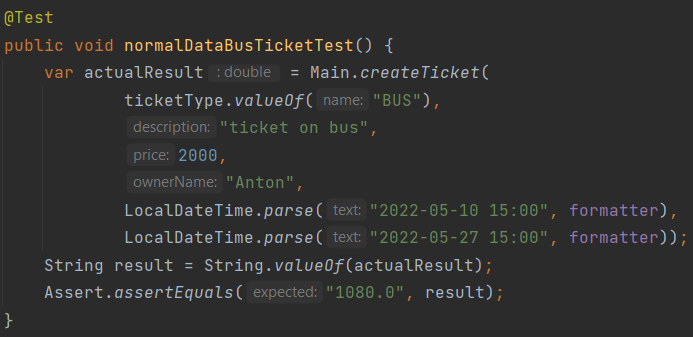 @Test
public void normalDataBusTicketTest() {
var actualResult : double = Main.createTicket(
ticketType.valueOf( name: "BUS"),
description: "ticket on bus",
price: 2000,
ownerName: "Anton",
LocalDateTime.parse( text: "2022-05-10 15:00", formatter),
LocalDateTime.parse( text: "2022-05-27 15:00", formatter));
String result = String.valueOf(actualResult);
Assert.assertEquals( expected: "1080.0", result);
}